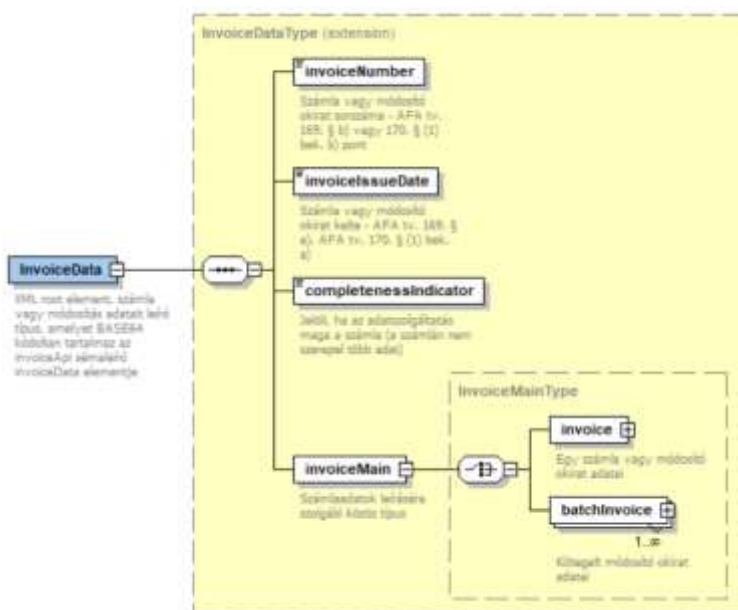 InvoiceDataType (extension)
invoiceNumber
Számla vagy módosító
okirat sorszáma - ÁFA tv.
169. § b) vagy 170. § (1)
bek. b) pont
invoiceIssueDate
Számla vagy módosító
okirat kelte - ÁFA tv. 169. §
a), ÁFA tv. 170. § (1) bek.
a)
InvoiceData
XML root element, számla
vagy módosítás adatait leíró
típus, amelyet BASE64
kódoltan tartalmaz az
invoiceApi sémaleíró
invoiceData elementje
completenessIndicator
Jelöli, ha az adatszolgáltatás
maga a számla (a számlán nem
szerepel több adat)
InvoiceMainType
invoice
Egy számla vagy módosító
okirat adatai
invoiceMain
Számlaadatok leírására
szolgáló közös típus
batchInvoice
1..∞
Kötegelt módosító okirat
adatai